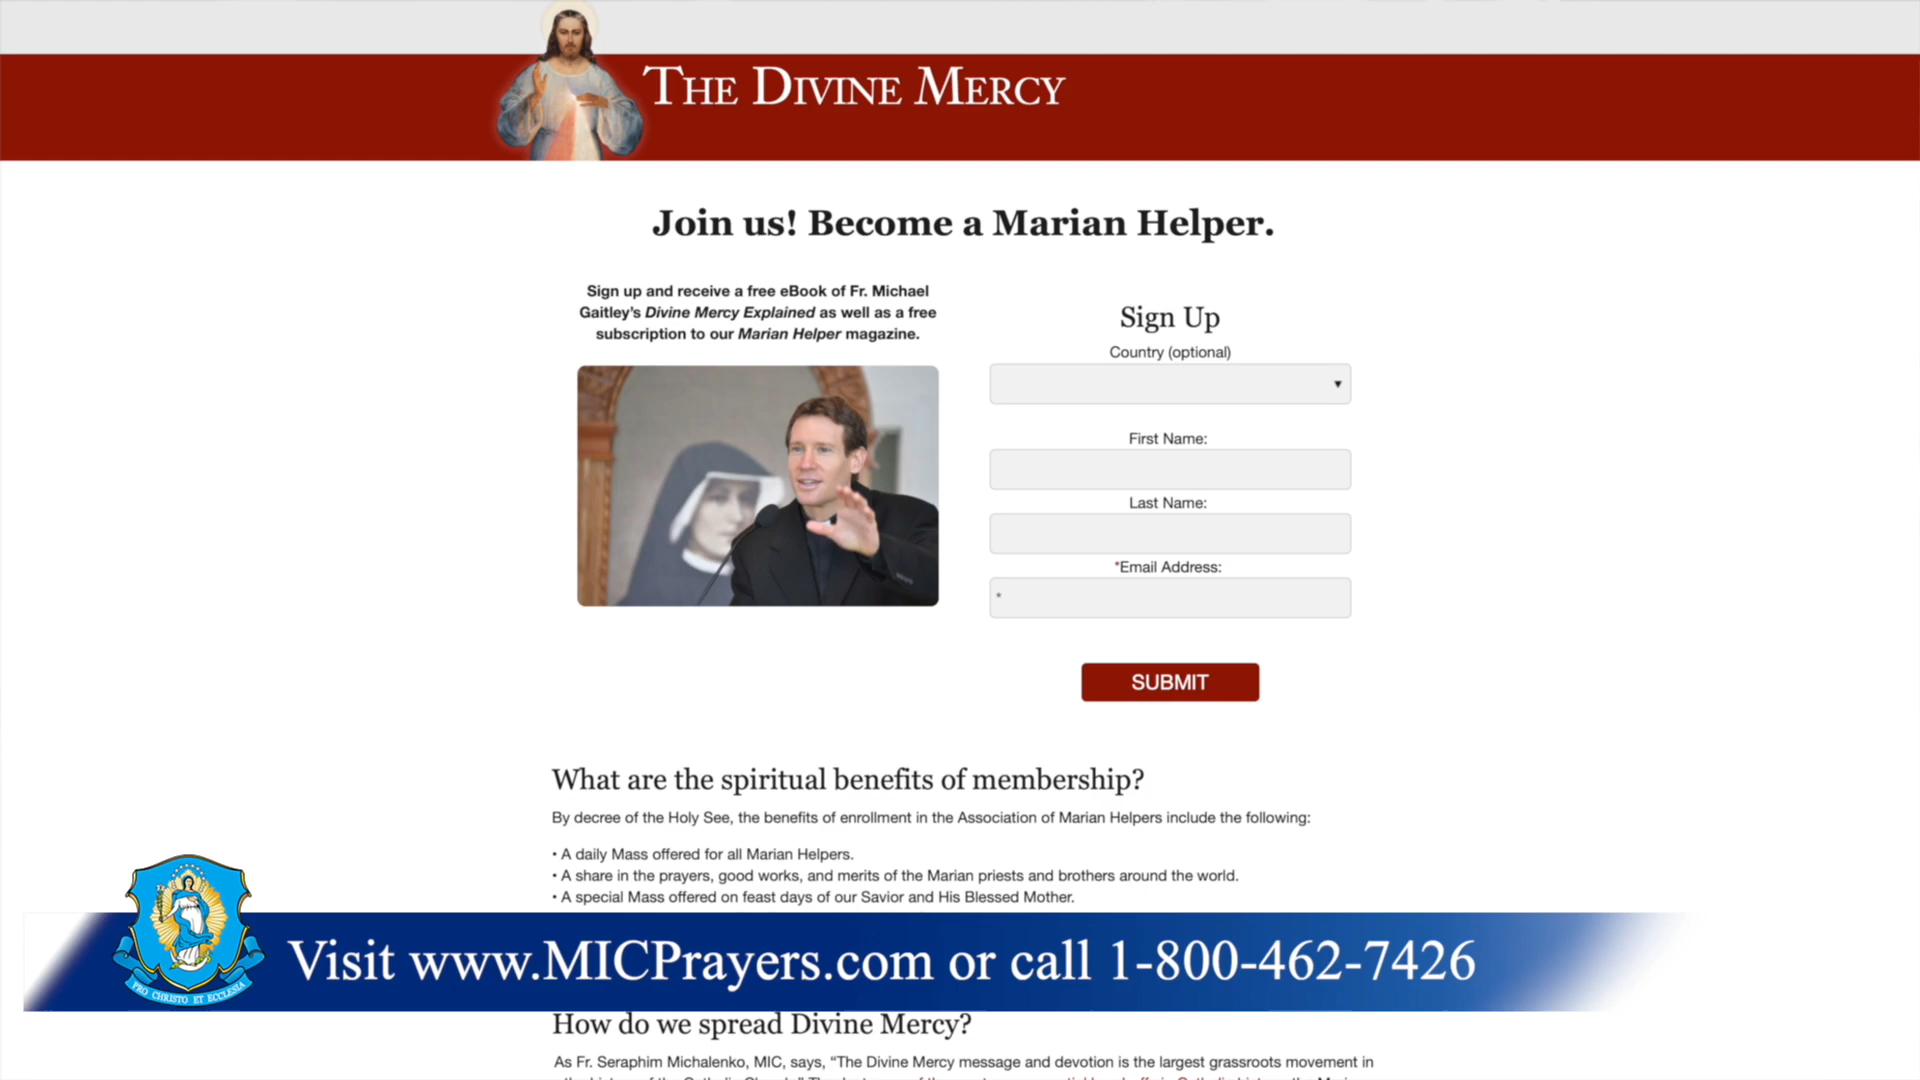 THE DIVINE MERCY
Join us! Become a Marian Helper.
Sign up and receive a free eBook of Fr. Michael
Gaitley's Divine Mercy Explained as well as a free
subscription to our Marian Helper magazine.
Sign Up
Country (optional)
▼
First Name:
Last Name:
*Email Address:
*
SUBMIT
What are the spiritual benefits of membership?
By decree of the Holy See, the benefits of enrollment in the Association of Marian Helpers include the following:
• A daily Mass offered for all Marian Helpers.
• A share in the prayers, good works, and merits of the Marian priests and brothers around the world.
• A special Mass offered on feast days of our Savior and His Blessed Mother.
PRO CHRISTO ET ECCLESIA
Visit www.MICPrayers.com or call 1-800-462-7426
How do we spread Divine Mercy?
As Fr. Seraphim Michalenko, MIC, says, “The Divine Mercy message and devotion is the largest grassroots movement in